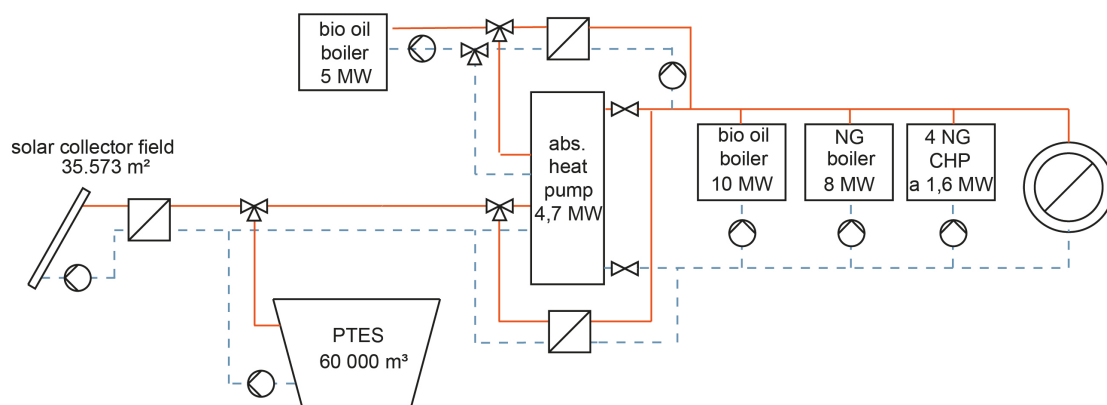 bio oil
boiler
5 MW
solar collector field
35.573 m²
abs.
heat
pump
4,7 MW
bio oil
boiler
10 MW
NG
boiler
8 MW
4 NG
CHP
a 1,6 MW
PTES
60 000 m³